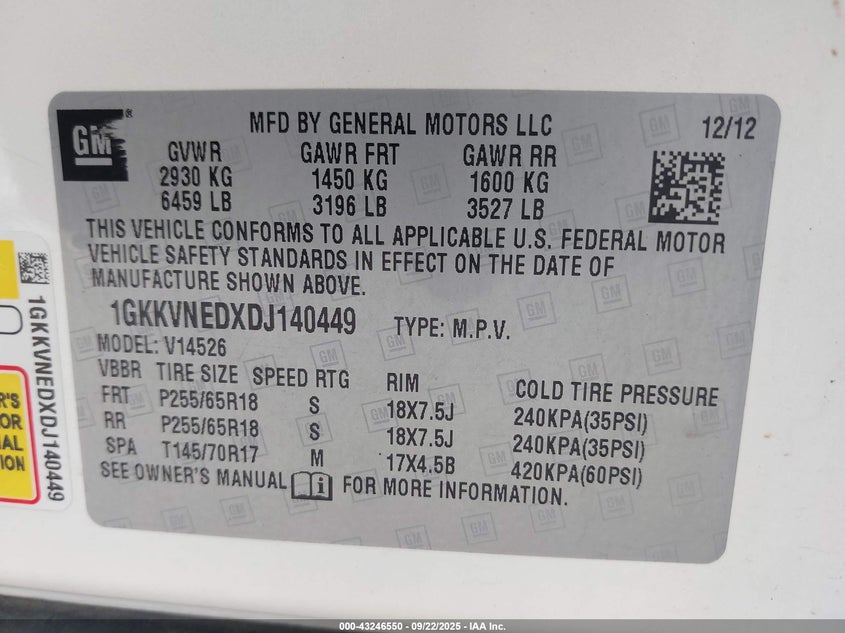 GM ®
MFD BY GENERAL MOTORS LLC
12/12
GVWR GAWR FRT GAWR RR
2930 KG 1450 KG 1600 KG
6459 LB 3196 LB 3527 LB
THIS VEHICLE CONFORMS TO ALL APPLICABLE U.S. FEDERAL MOTOR
VEHICLE SAFETY STANDARDS IN EFFECT ON THE DATE OF
MANUFACTURE SHOWN ABOVE.
1GKKVNEDXDJ140449 TYPE: M.P.V.
MODEL: V14526
VBBR TIRE SIZE SPEED RTG RIM COLD TIRE PRESSURE
FRT P255/65R18 S 18X7.5J 240KPA(35PSI)
RR P255/65R18 S 18X7.5J 240KPA(35PSI)
SPA T145/70R17 M 17X4.5B 420KPA(60PSI)
SEE OWNER'S MANUAL FOR MORE INFORMATION.
1GKKVNEDXDJ140449
R'S
OR
AL
ION
000-43246550 - 09/22/2025 - IAA Inc.